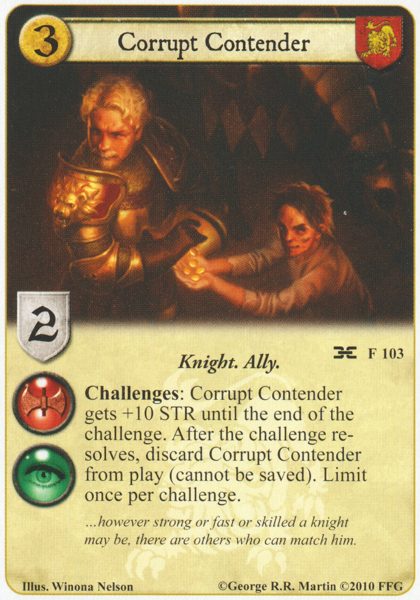 3
Corrupt Contender
2
Knight. Ally.
F 103
Challenges: Corrupt Contender
gets +10 STR until the end of the
challenge. After the challenge re-
solves, discard Corrupt Contender
from play (cannot be saved). Limit
once per challenge.
...however strong or fast or skilled a knight
may be, there are others who can match him.
Illus. Winona Nelson
©George R.R. Martin ©2010 FFG